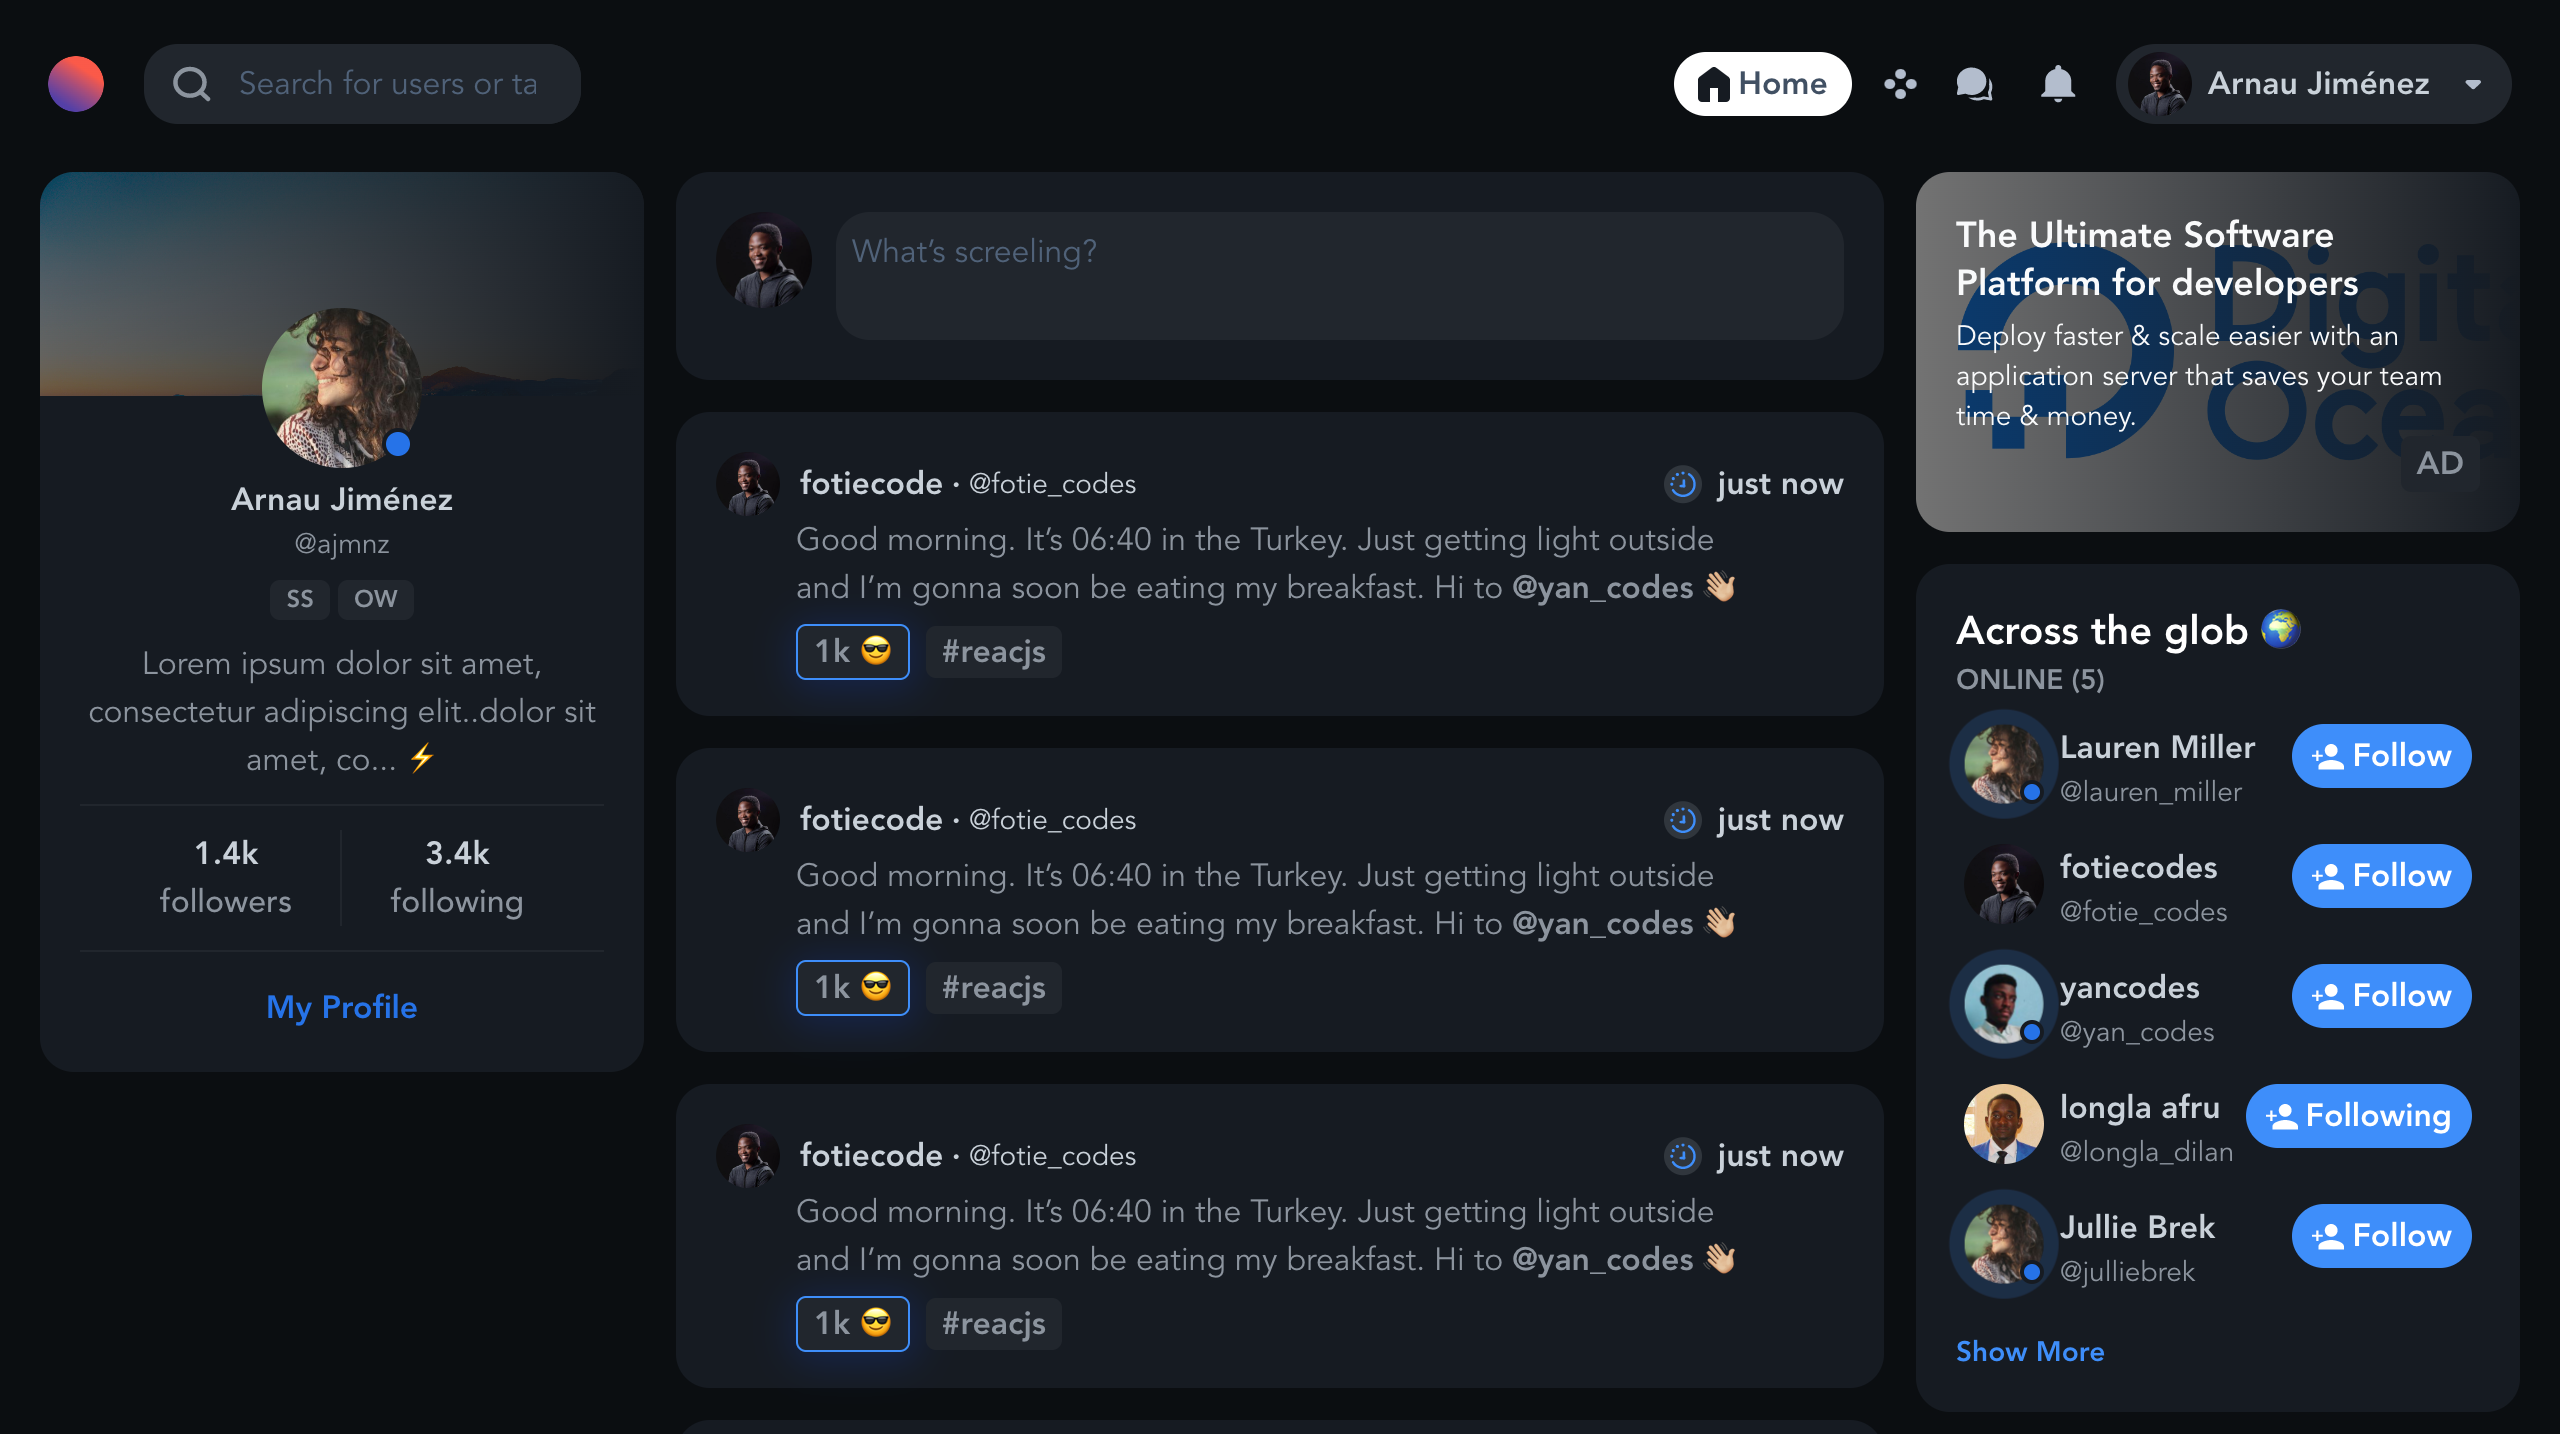 Search for users or ta
Home
Arnau Jiménez
Arnau Jiménez
@ajmnz
SS OW
Lorem ipsum dolor sit amet,
consectetur adipiscing elit..dolor sit
amet, co... ⚡
1.4k
followers
3.4k
following
My Profile
What's screeling?
fotiecode · @fotie_codes
just now
Good morning. It's 06:40 in the Turkey. Just getting light outside
and I'm gonna soon be eating my breakfast. Hi to @yan_codes 👋🏼
1k 😎 #reacjs
fotiecode · @fotie_codes
just now
Good morning. It's 06:40 in the Turkey. Just getting light outside
and I'm gonna soon be eating my breakfast. Hi to @yan_codes 👋🏼
1k 😎 #reacjs
fotiecode · @fotie_codes
just now
Good morning. It's 06:40 in the Turkey. Just getting light outside
and I'm gonna soon be eating my breakfast. Hi to @yan_codes 👋🏼
1k 😎 #reacjs
The Ultimate Software
Platform for developers
Deploy faster & scale easier with an
application server that saves your team
time & money.
Digit
Ocea
AD
Across the glob 🌍
ONLINE (5)
Lauren Miller
@lauren_miller
Follow
fotiecodes
@fotie_codes
Follow
yancodes
@yan_codes
Follow
longla afru
@longla_dilan
Following
Jullie Brek
@julliebrek
Follow
Show More